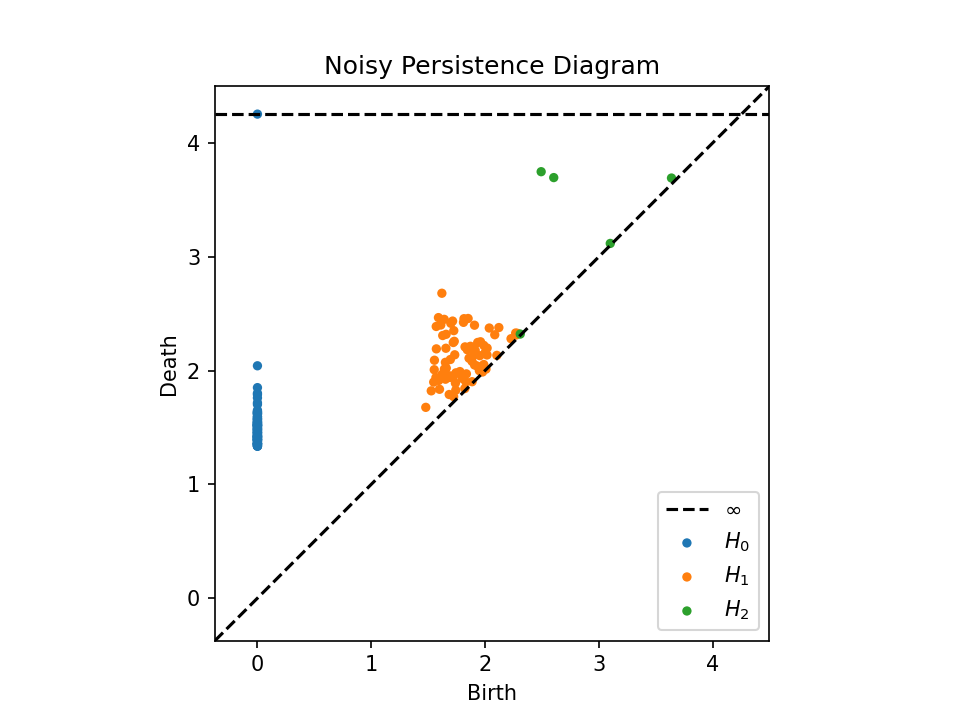 Noisy Persistence Diagram
Death
4
3
2
1
0
0 1 2 3 4
Birth
∞
H₀
H₁
H₂